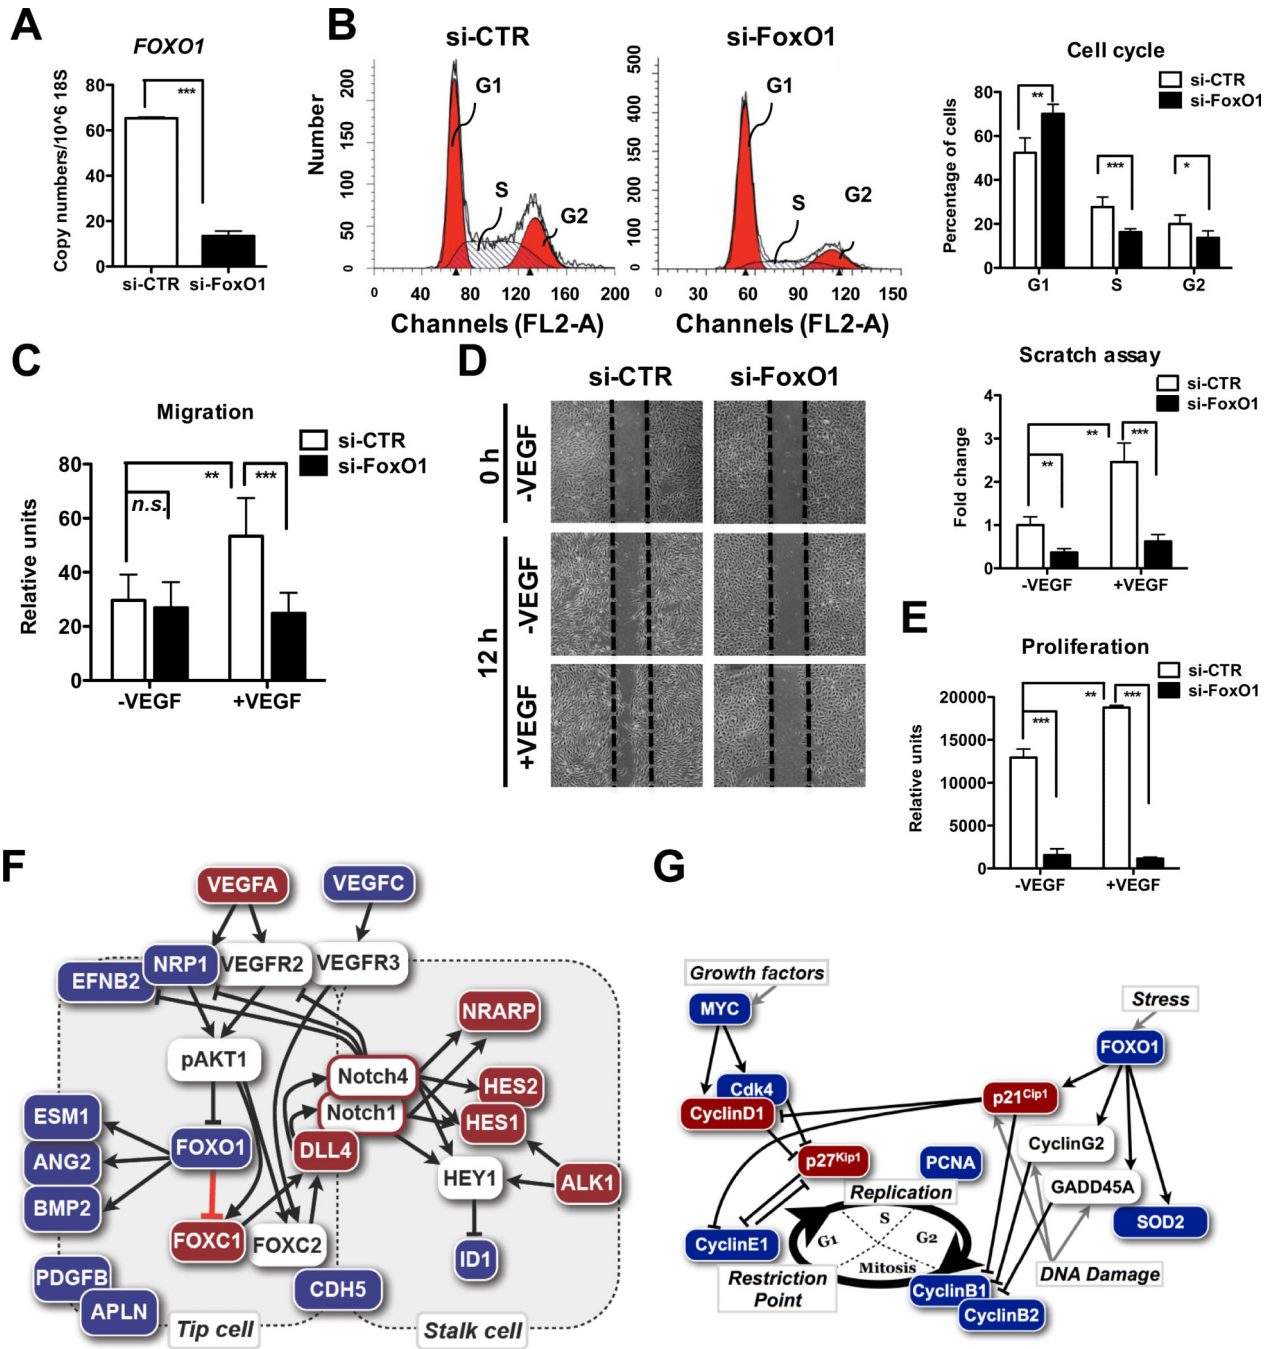 A
FOXO1
Copy numbers/10^6 18S
80
60
40
20
0
***
si-CTR
si-FoxO1
B
si-CTR
Number
200
150
100
50
0
G1
S
G2
0
40
80
120
160
200
Channels (FL2-A)
si-FoxO1
500
400
350
150
100
0
G1
S
G2
0
30
60
90
120
150
Channels (FL2-A)
Cell cycle
si-CTR
si-FoxO1
Percentage of cells
80
60
40
20
0
**
***
*
G1
S
G2
C
Migration
si-CTR
si-FoxO1
Relative units
80
60
40
20
0
n.s.
**
***
-VEGF
+VEGF
D
si-CTR
si-FoxO1
0 h
-VEGF
12 h
-VEGF
+VEGF
Scratch assay
si-CTR
si-FoxO1
Fold change
4
3
2
1
0
**
**
***
-VEGF
+VEGF
E
Proliferation
si-CTR
si-FoxO1
Relative units
20000
15000
10000
5000
0
***
**
***
-VEGF
+VEGF
F
VEGFA
VEGFC
EFNB2
NRP1
VEGFR2
VEGFR3
NRARP
pAKT1
Notch4
HES2
Notch1
HES1
ESM1
FOXO1
DLL4
ANG2
HEY1
ALK1
BMP2
FOXC1
FOXC2
ID1
PDGFB
CDH5
APLN
Tip cell
Stalk cell
G
Growth factors
MYC
Stress
FOXO1
Cdk4
CyclinD1
p21Cip1
CyclinG2
p27Kip1
PCNA
GADD45A
Replication
SOD2
S
G1
G2
CyclinE1
Mitosis
DNA Damage
Restriction
Point
CyclinB1
CyclinB2